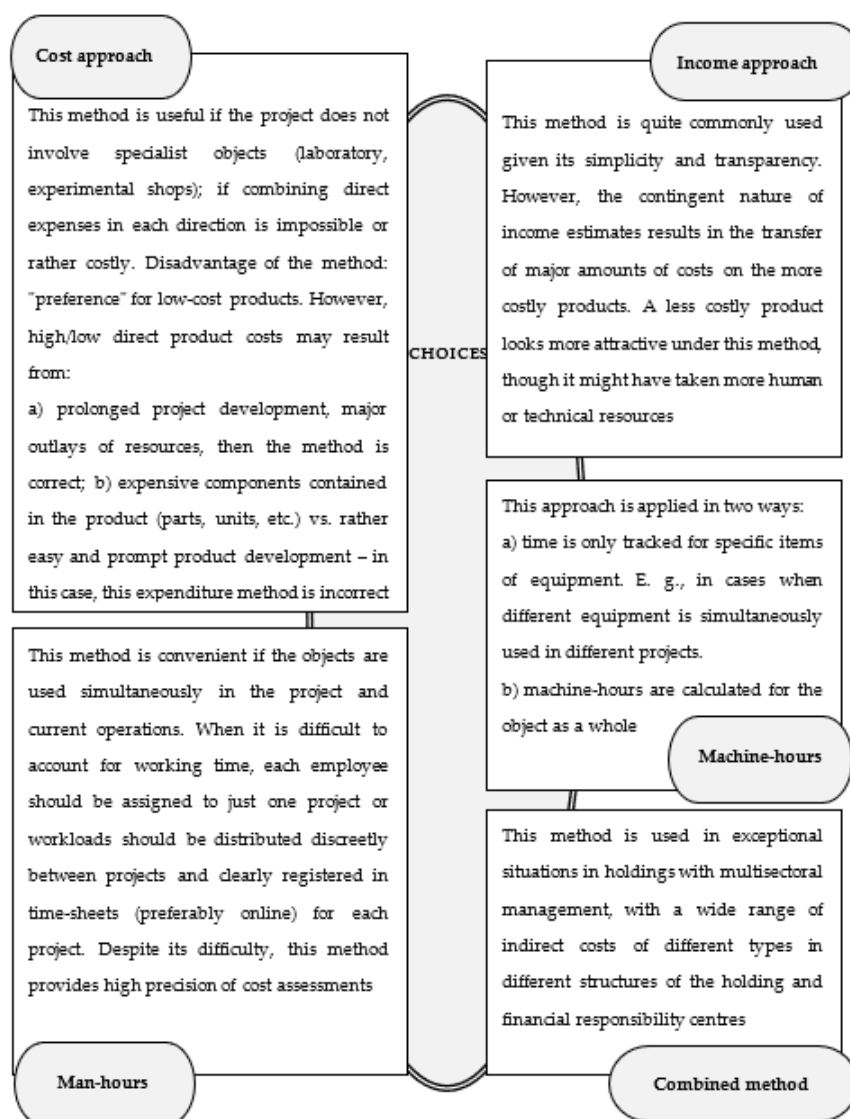 Cost approach
This method is useful if the project does not
involve specialist objects (laboratory,
experimental shops); if combining direct
expenses in each direction is impossible or
rather costly. Disadvantage of the method:
"preference" for low-cost products. However,
high/low direct product costs may result
from:
a) prolonged project development, major
outlays of resources, then the method is
correct; b) expensive components contained
in the product (parts, units, etc.) vs. rather
easy and prompt product development – in
this case, this expenditure method is incorrect
This method is convenient if the objects are
used simultaneously in the project and
current operations. When it is difficult to
account for working time, each employee
should be assigned to just one project or
workloads should be distributed discreetly
between projects and clearly registered in
time-sheets (preferably online) for each
project. Despite its difficulty, this method
provides high precision of cost assessments
Man-hours
CHOICES
Income approach
This method is quite commonly used
given its simplicity and transparency.
However, the contingent nature of
income estimates results in the transfer
of major amounts of costs on the more
costly products. A less costly product
looks more attractive under this method,
though it might have taken more human
or technical resources
This approach is applied in two ways:
a) time is only tracked for specific items
of equipment. E. g., in cases when
different equipment is simultaneously
used in different projects.
b) machine-hours are calculated for the
object as a whole
Machine-hours
This method is used in exceptional
situations in holdings with multisectoral
management, with a wide range of
indirect costs of different types in
different structures of the holding and
financial responsibility centres
Combined method